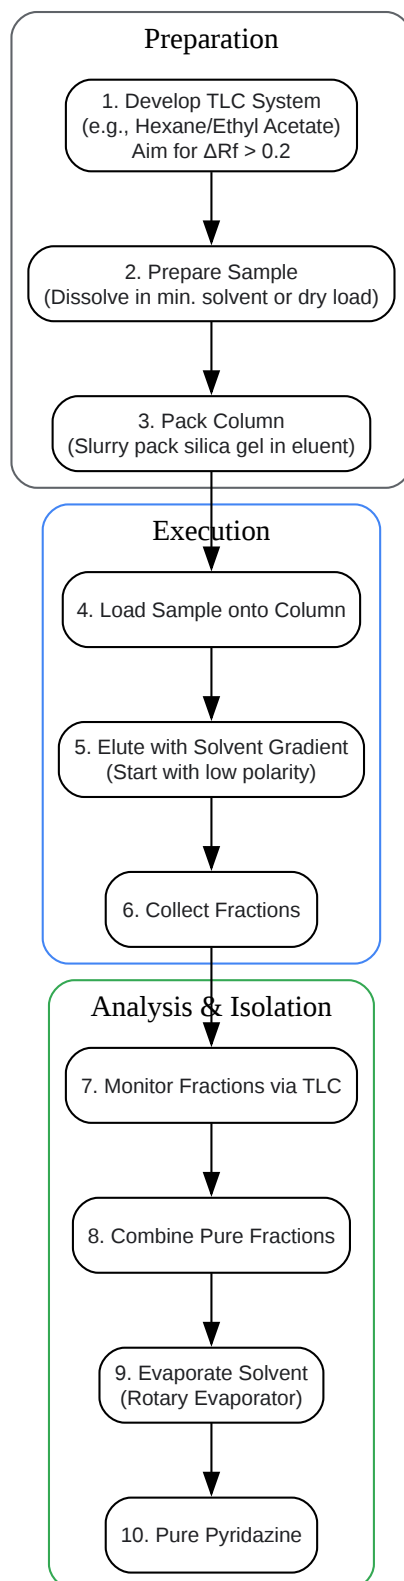 Preparation
1. Develop TLC System
(e.g., Hexane/Ethyl Acetate)
Aim for ΔRf > 0.2
2. Prepare Sample
(Dissolve in min. solvent or dry load)
3. Pack Column
(Slurry pack silica gel in eluent)
Execution
4. Load Sample onto Column
5. Elute with Solvent Gradient
(Start with low polarity)
6. Collect Fractions
Analysis & Isolation
7. Monitor Fractions via TLC
8. Combine Pure Fractions
9. Evaporate Solvent
(Rotary Evaporator)
10. Pure Pyridazine